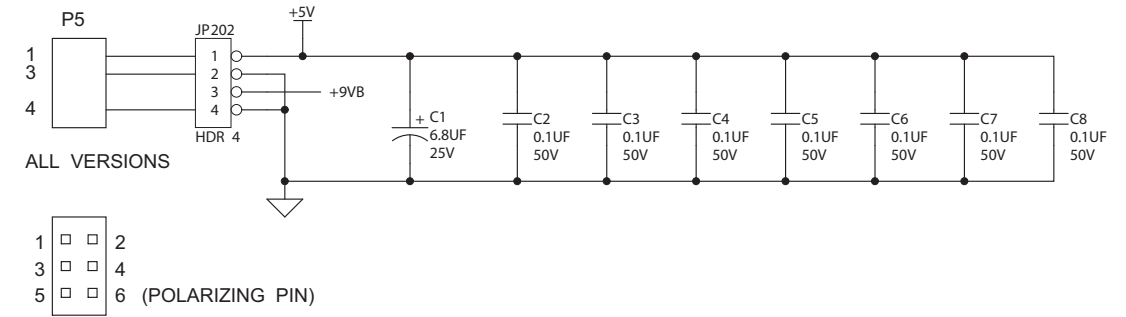 P5
JP202
+5V
1
3
4
1
2
3
4
+9VB
HDR 4
ALL VERSIONS
+ C1
6.8UF
25V
C2
0.1UF
50V
C3
0.1UF
50V
C4
0.1UF
50V
C5
0.1UF
50V
C6
0.1UF
50V
C7
0.1UF
50V
C8
0.1UF
50V
1 2
3 4
5 6 (POLARIZING PIN)